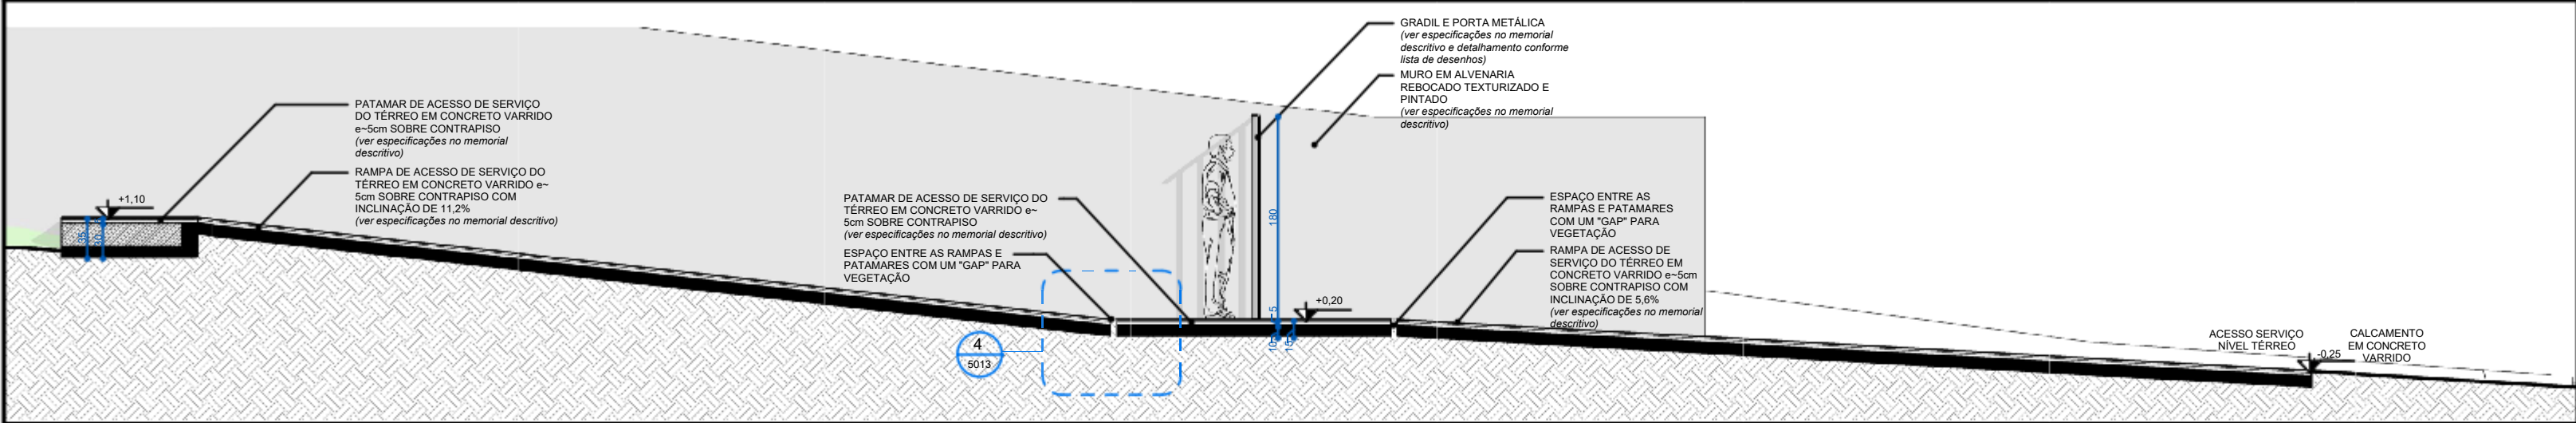 GRADIL E PORTA METÁLICA
(ver especificações no memorial
descritivo e detalhamento conforme
lista de desenhos)
MURO EM ALVENARIA
REBOCADO TEXTURIZADO E
PINTADO
(ver especificações no memorial
descritivo)
PATAMAR DE ACESSO DE SERVIÇO
DO TÉRREO EM CONCRETO VARRIDO
e~5cm SOBRE CONTRAPISO
(ver especificações no memorial
descritivo)
RAMPA DE ACESSO DE SERVIÇO DO
TÉRREO EM CONCRETO VARRIDO e~
5cm SOBRE CONTRAPISO COM
INCLINAÇÃO DE 11,2%
(ver especificações no memorial descritivo)
+1,10
PATAMAR DE ACESSO DE SERVIÇO DO
TÉRREO EM CONCRETO VARRIDO e~
5cm SOBRE CONTRAPISO
(ver especificações no memorial descritivo)
ESPAÇO ENTRE AS RAMPAS E
PATAMARES COM UM "GAP" PARA
VEGETAÇÃO
180
5
10
15
+0,20
ESPAÇO ENTRE AS
RAMPAS E PATAMARES
COM UM "GAP" PARA
VEGETAÇÃO
RAMPA DE ACESSO DE
SERVIÇO DO TÉRREO EM
CONCRETO VARRIDO e~5cm
SOBRE CONTRAPISO COM
INCLINAÇÃO DE 5,6%
(ver especificações no memorial
descritivo)
4
5013
ACESSO SERVIÇO
NÍVEL TÉRREO
-0,25
CALCAMENTO
EM CONCRETO
VARRIDO